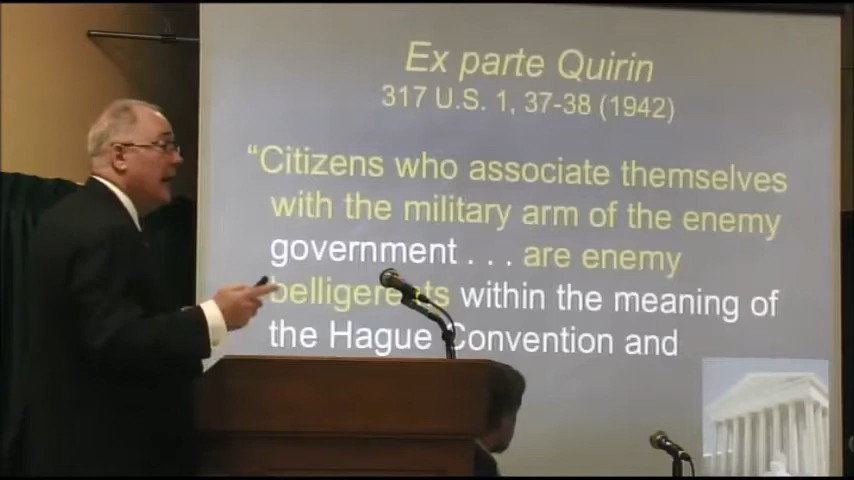 Ex parte Quirin
317 U.S. 1, 37-38 (1942)
“Citizens who associate themselves
with the military arm of the enemy
government . . . are enemy
belligerents within the meaning of
the Hague Convention and